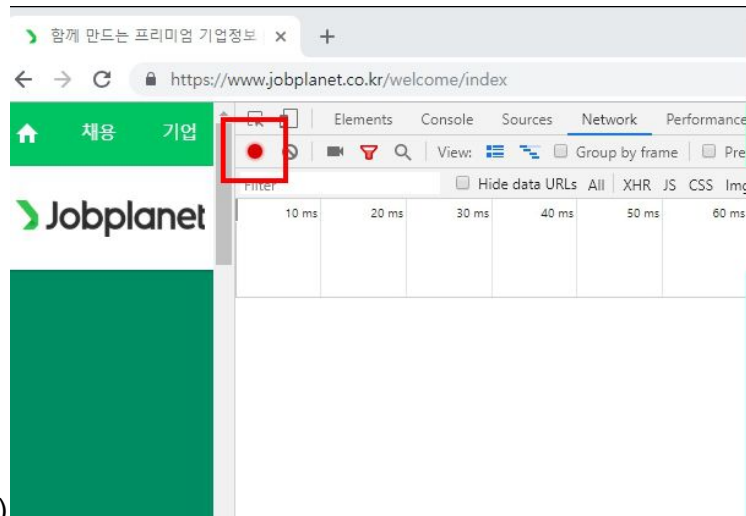 함께 만드는 프리미엄 기업정보
https://www.jobplanet.co.kr/welcome/index
채용 기업 Elements Console Sources Network Performance
View: Group by frame Pre
Filter Hide data URLs All XHR JS CSS Img
Jobplanet
10 ms 20 ms 30 ms 40 ms 50 ms 60 ms
)